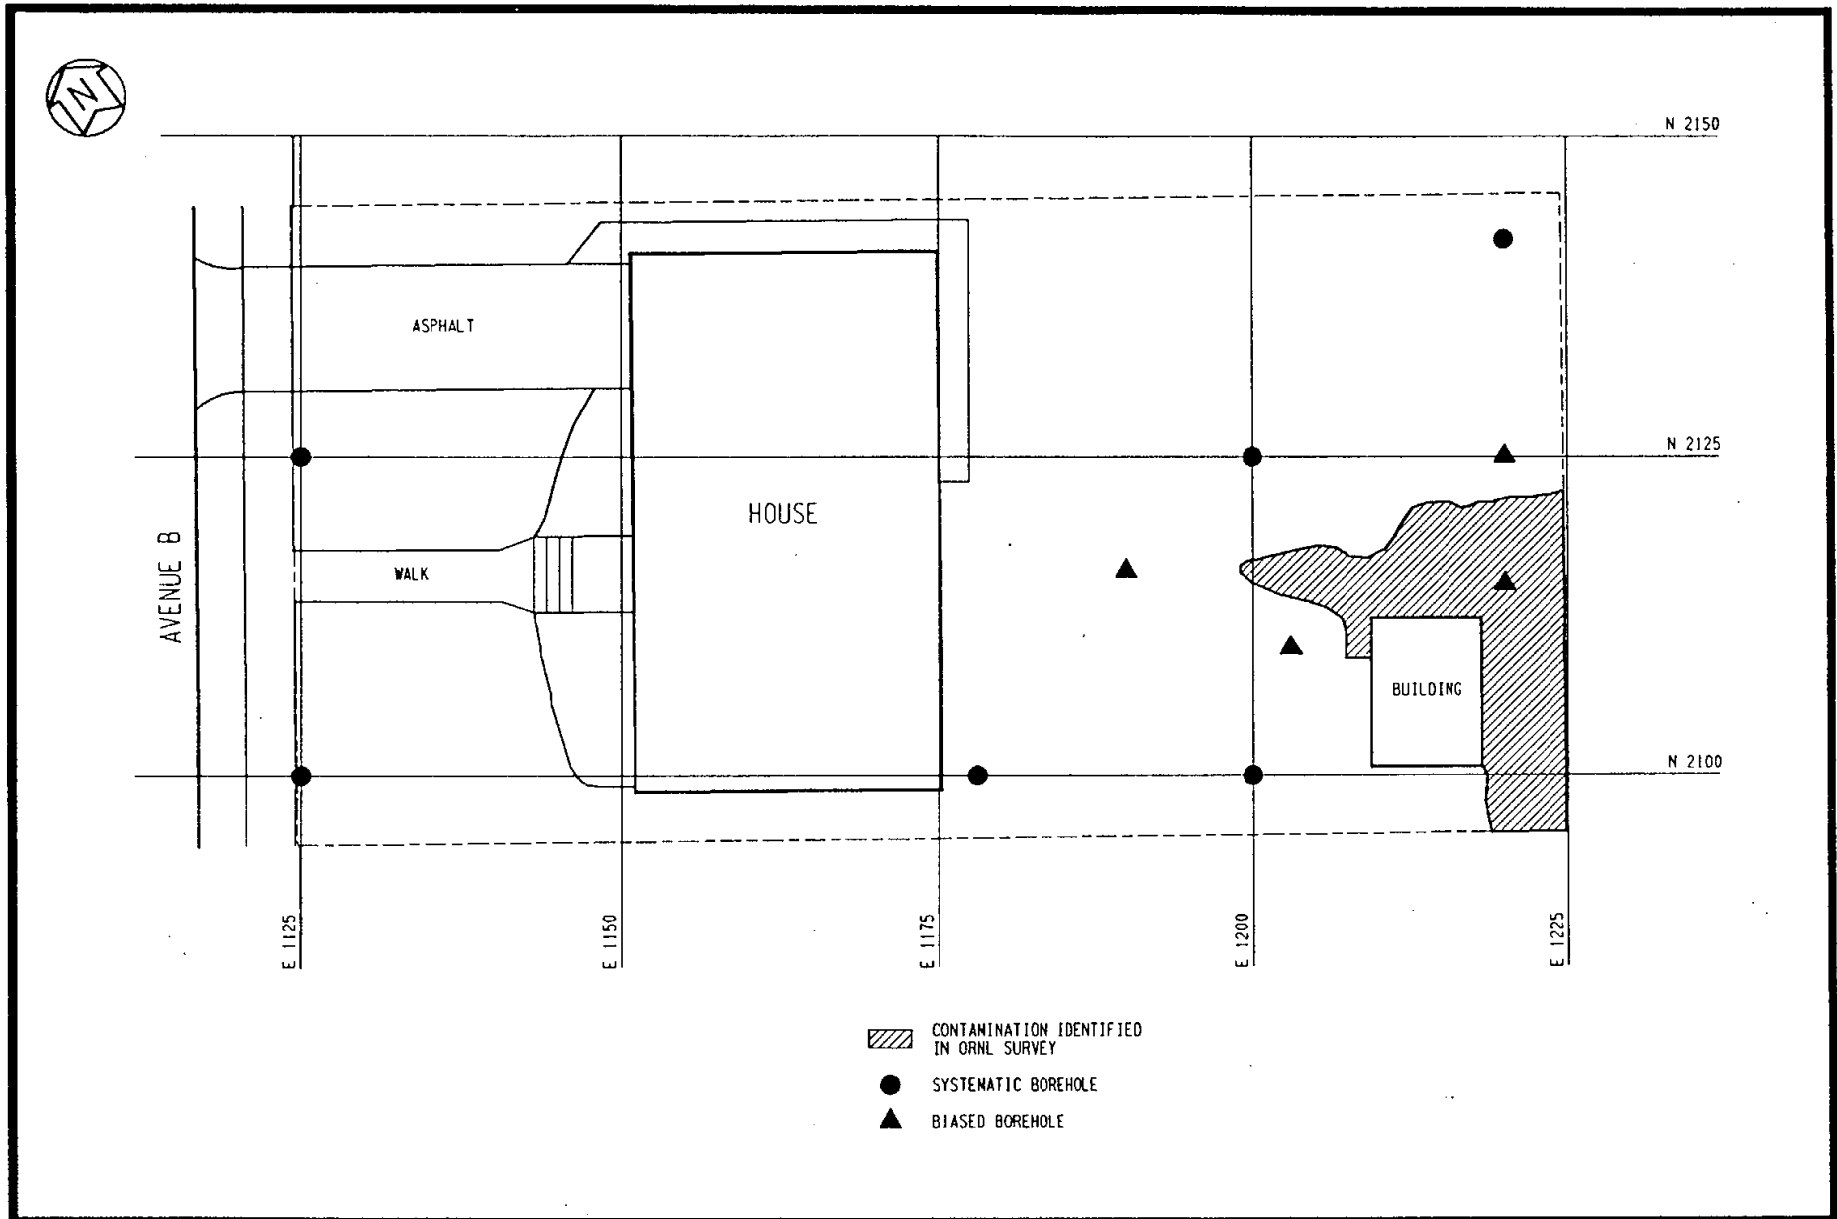 N
N 2150
ASPHALT
N 2125
HOUSE
AVENUE B
WALK
BUILDING
N 2100
E 1125
E 1150
E 1175
E 1200
E 1225
CONTAMINATION IDENTIFIED
IN ORNL SURVEY
SYSTEMATIC BOREHOLE
BIASED BOREHOLE